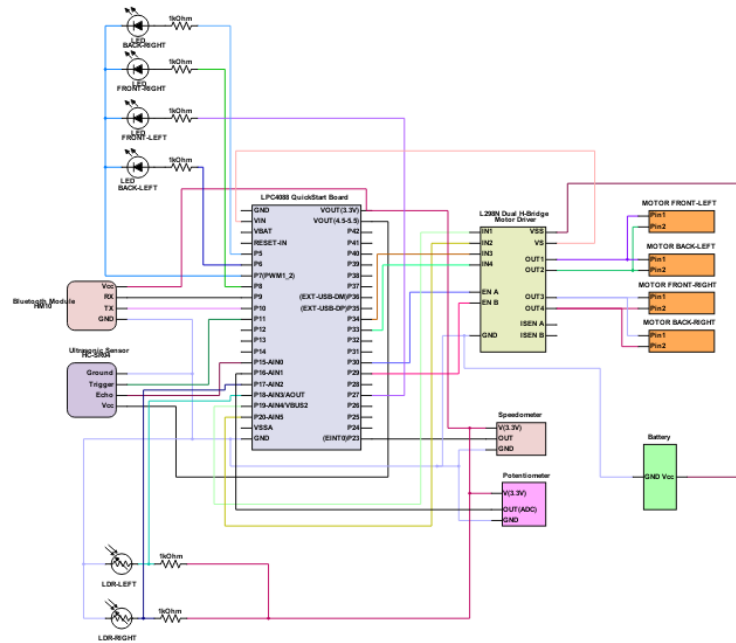 1kOhm
LED
BACK-RIGHT
1kOhm
LED
FRONT-RIGHT
1kOhm
LED
FRONT-LEFT
1kOhm
LED
BACK-LEFT
LPC4088 QuickStart Board
GND
VIN
VBAT
RESET-IN
P5
P6
P7(PWM1_2)
P8
P9
P10
P11
P12
P13
P14
P15-AIN0
P16-AIN1
P17-AIN2
P18-AIN3/AOUT
P19-AIN4/VBUS2
P20-AIN5
VSSA
GND
VOUT(3.3V)
VOUT(4.5-5.5)
P42
P41
P40
P39
P38
P37
(EXT-USB-DM)P36
(EXT-USB-DP)P35
P34
P33
P32
P31
P30
P29
P28
P27
P26
P25
P24
(EINT0)P23
Bluetooth Module
HM10
Vcc
RX
TX
GND
Ultrasonic Sensor
HC-SR04
Ground
Trigger
Echo
Vcc
L298N Dual H-Bridge
Motor Driver
IN1
IN2
IN3
IN4
EN A
EN B
GND
VSS
VS
OUT1
OUT2
OUT3
OUT4
ISEN A
ISEN B
MOTOR FRONT-LEFT
Pin1
Pin2
MOTOR BACK-LEFT
Pin1
Pin2
MOTOR FRONT-RIGHT
Pin1
Pin2
MOTOR BACK-RIGHT
Pin1
Pin2
Speedometer
V(3.3V)
OUT
GND
Potentiometer
V(3.3V)
OUT(ADC)
GND
Battery
GND Vcc
1kOhm
LDR-LEFT
1kOhm
LDR-RIGHT